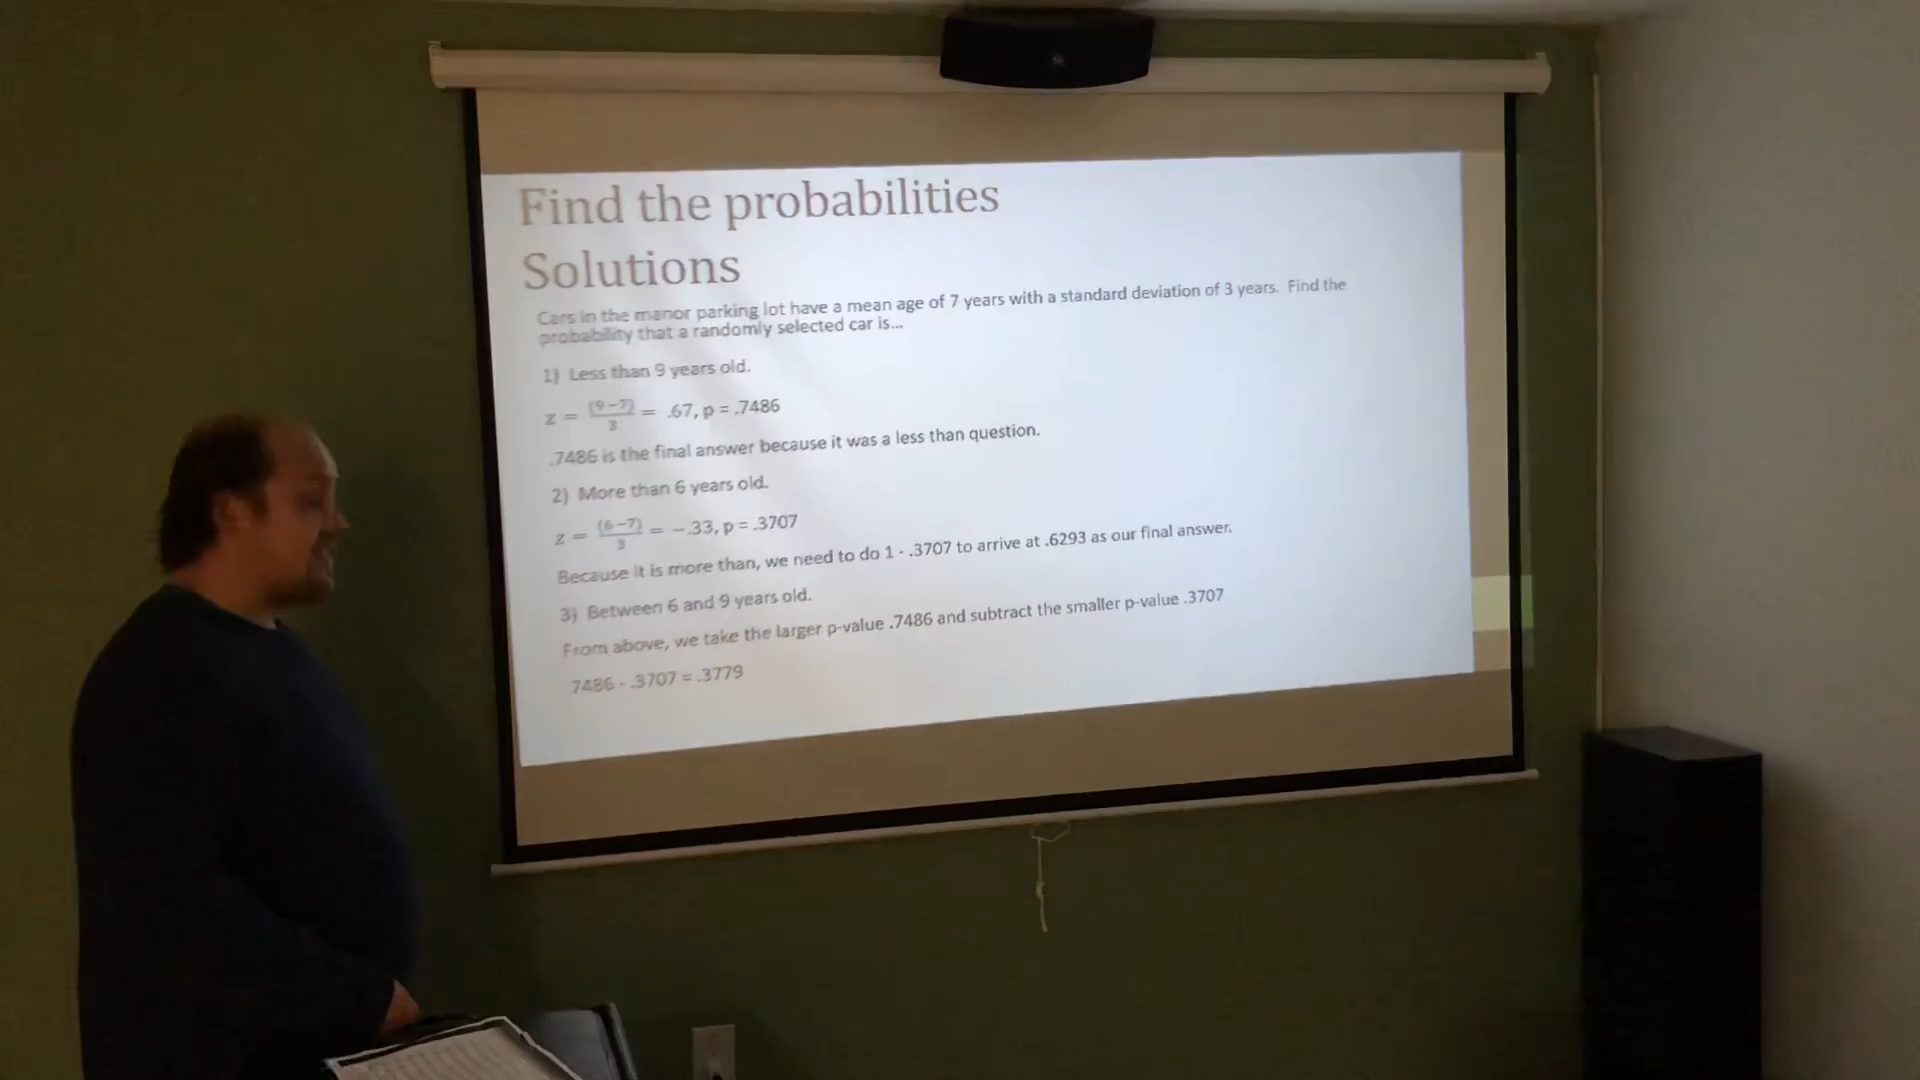 Find the probabilities
Solutions
Cars in the manor parking lot have a mean age of 7 years with a standard deviation of 3 years. Find the
probability that a randomly selected car is...
1) Less than 9 years old.
z = (9−7)/3 = .67, p = .7486
.7486 is the final answer because it was a less than question.
2) More than 6 years old.
z = (6−7)/3 = −.33, p = .3707
Because it is more than, we need to do 1 - .3707 to arrive at .6293 as our final answer.
3) Between 6 and 9 years old.
From above, we take the larger p-value .7486 and subtract the smaller p-value .3707
7486 - .3707 = .3779